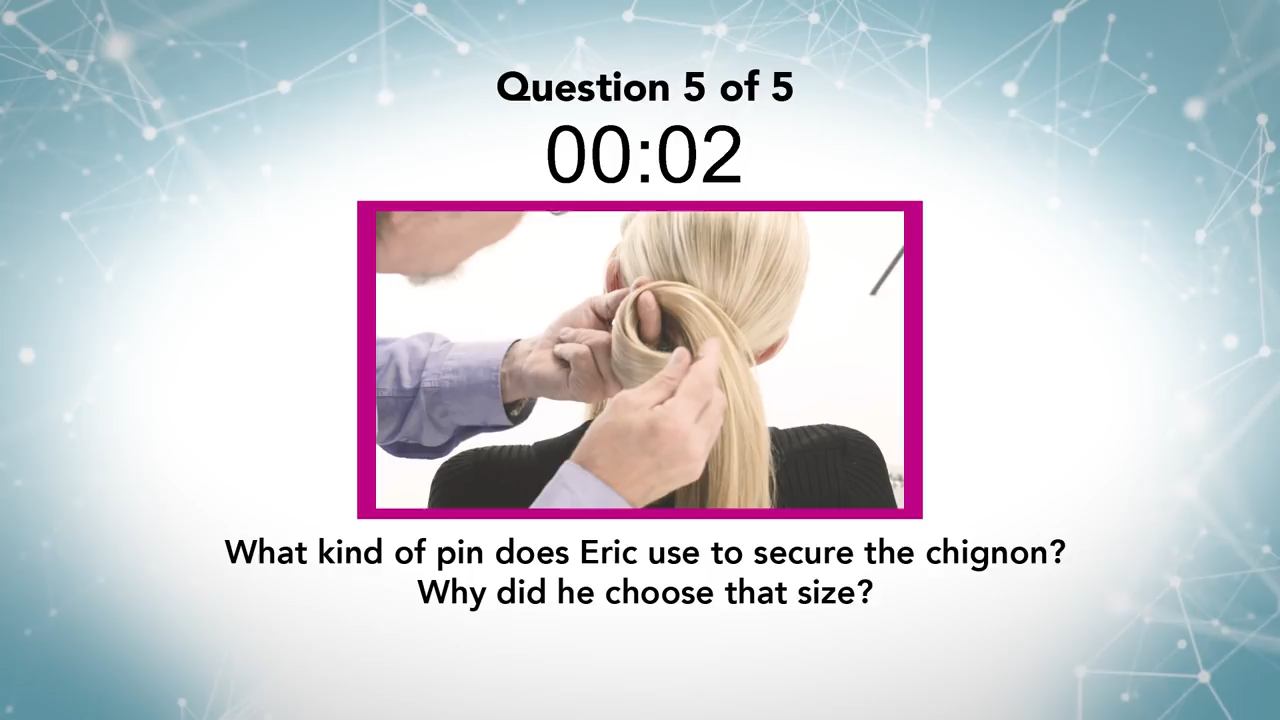 Question 5 of 5
00:02
What kind of pin does Eric use to secure the chignon?
Why did he choose that size?